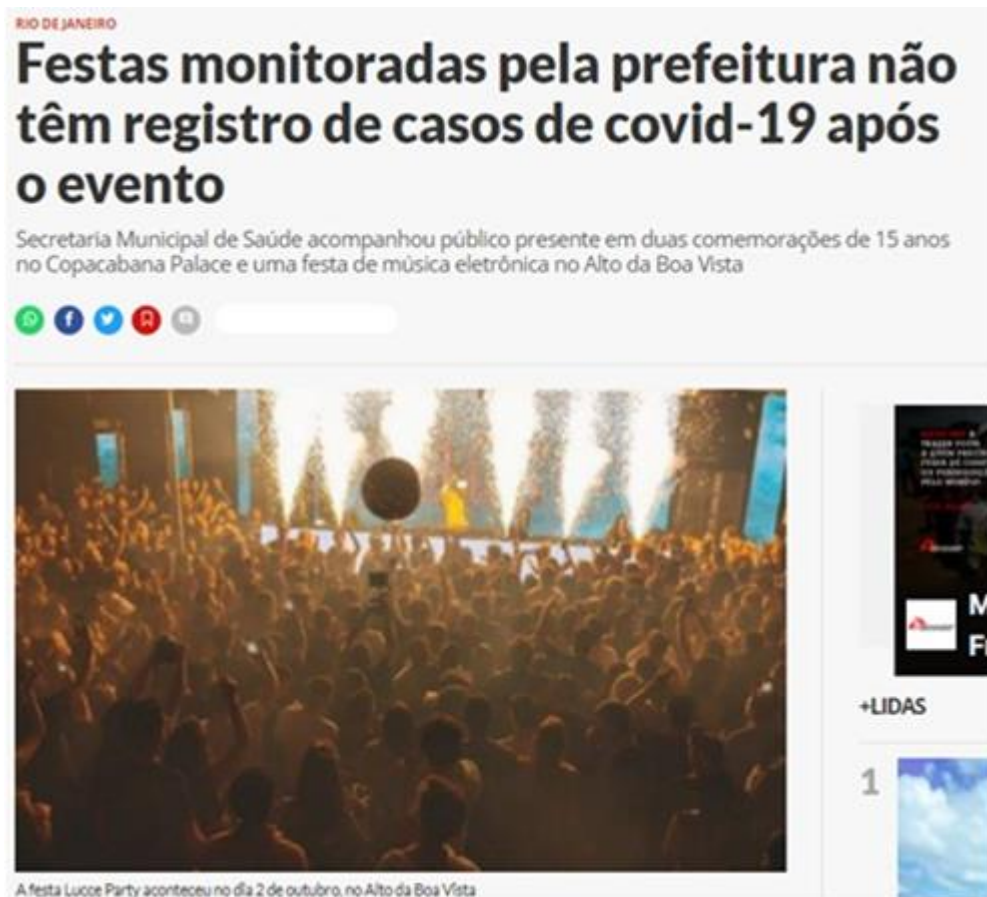 RIO DE JANEIRO
Festas monitoradas pela prefeitura não
têm registro de casos de covid-19 após
o evento
Secretaria Municipal de Saúde acompanhou público presente em duas comemorações de 15 anos
no Copacabana Palace e uma festa de música eletrônica no Alto da Boa Vista
M
F
+LIDAS
1
A festa Lucce Party aconteceu no dia 2 de outubro, no Alto da Boa Vista